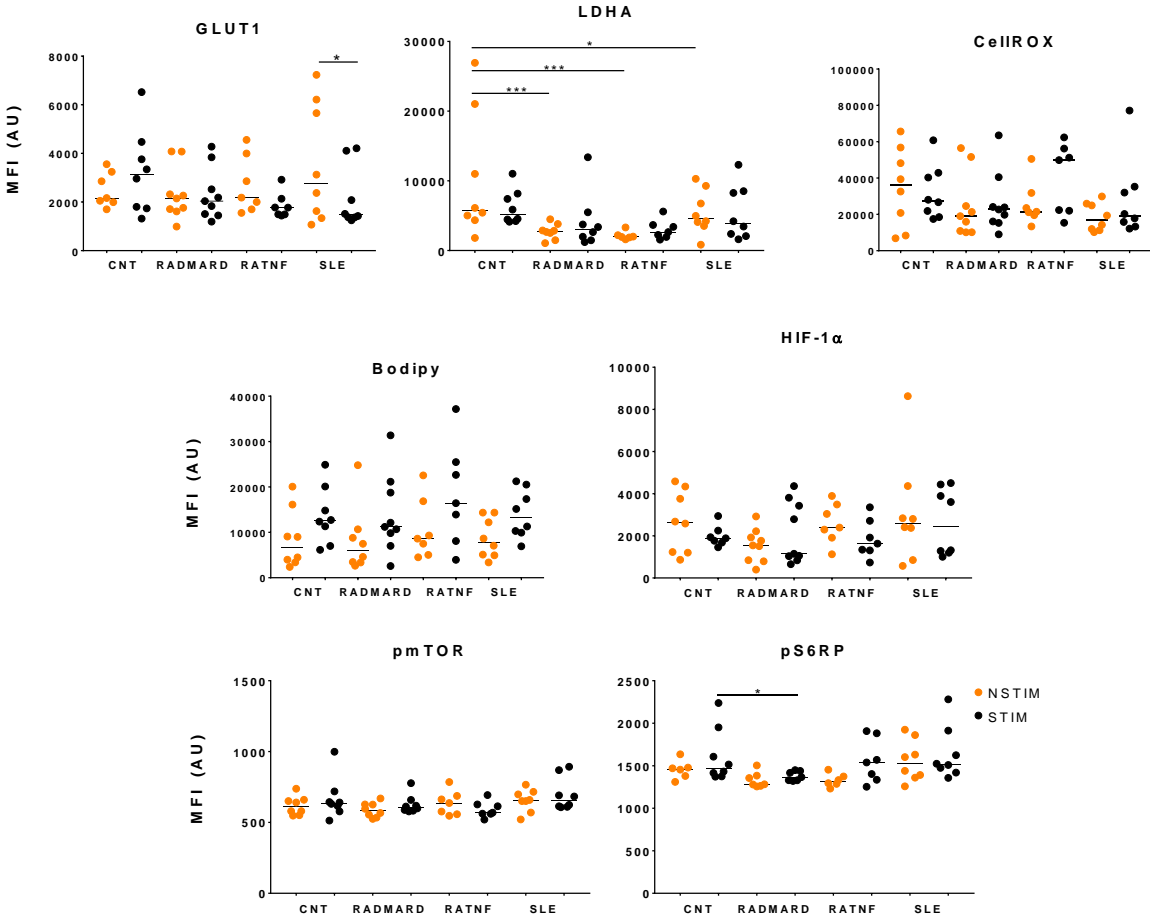 GLUT1
MFI (AU)
8000
6000
4000
2000
0
*
CNT RADMARD RATNF SLE
LDHA
30000
20000
10000
0
*
***
***
CNT RADMARD RATNF SLE
CellROX
100000
80000
60000
40000
20000
0
CNT RADMARD RATNF SLE
Bodipy
MFI (AU)
40000
30000
20000
10000
0
CNT RADMARD RATNF SLE
HIF-1α
10000
8000
6000
4000
2000
0
CNT RADMARD RATNF SLE
pmTOR
MFI (AU)
1500
1000
500
0
CNT RADMARD RATNF SLE
pS6RP
2500
2000
1500
1000
500
0
*
CNT RADMARD RATNF SLE
NSTIM
STIM